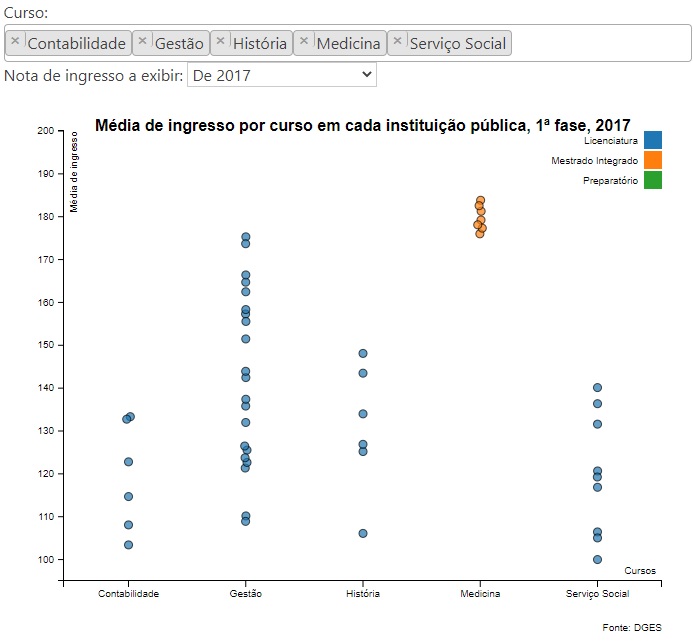 Curso:
× Contabilidade × Gestão × História × Medicina × Serviço Social
Nota de ingresso a exibir: De 2017
Média de ingresso por curso em cada instituição pública, 1ª fase, 2017
Licenciatura
Mestrado Integrado
Preparatório
Média de ingresso
200
190
180
170
160
150
140
130
120
110
100
Cursos
Contabilidade Gestão História Medicina Serviço Social
Fonte: DGES